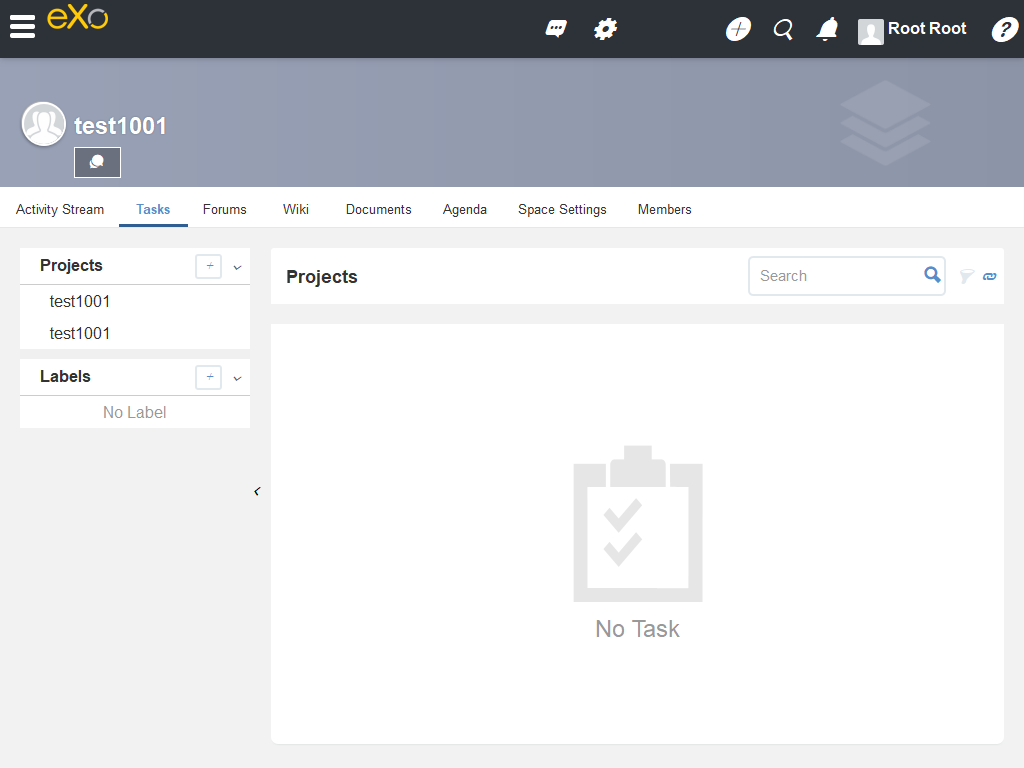 eXo
Root Root
?
test1001
Activity Stream Tasks Forums Wiki Documents Agenda Space Settings Members
Projects
test1001
test1001
Labels
No Label
Projects
Search
No Task